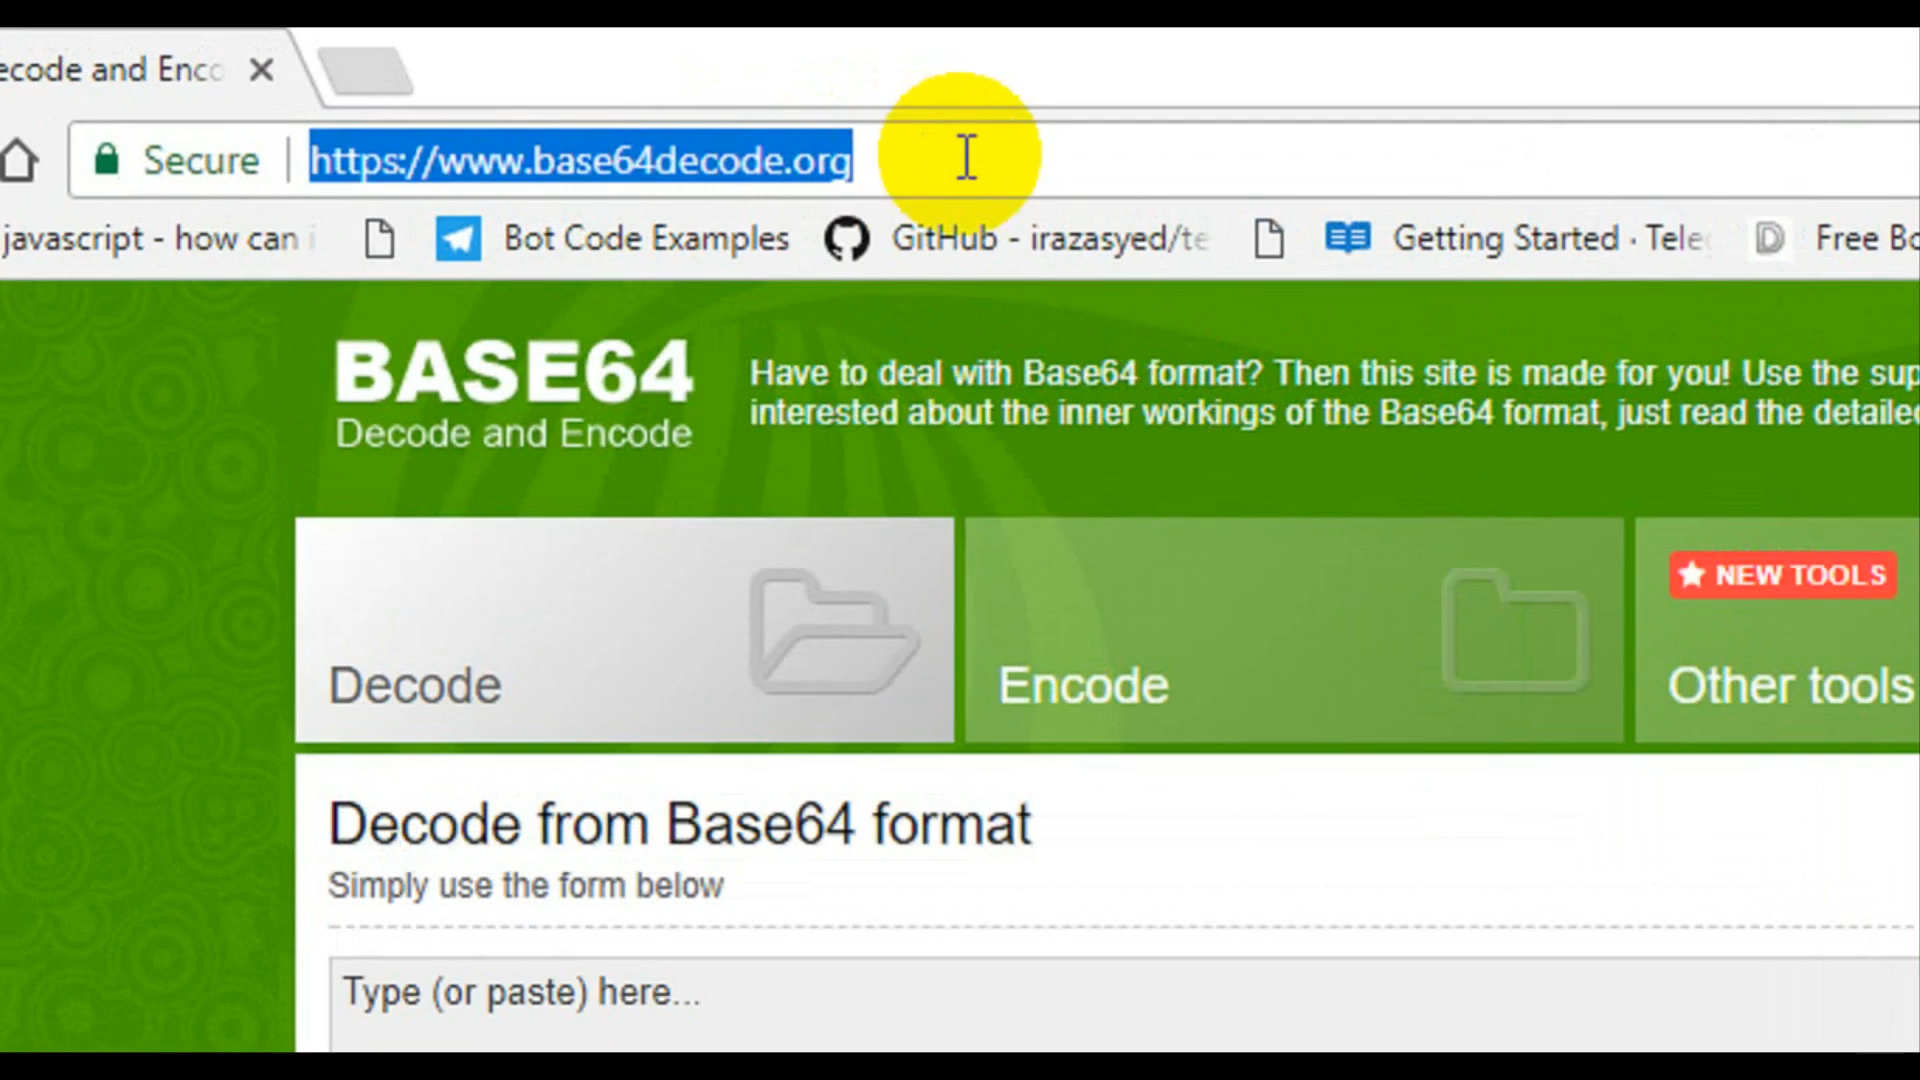 ecode and Enco
Secure https://www.base64decode.org
javascript - how can i Bot Code Examples GitHub - irazasyed/te Getting Started · Tele Free Bo
BASE64
Decode and Encode
Have to deal with Base64 format? Then this site is made for you! Use the sup
interested about the inner workings of the Base64 format, just read the detailed
NEW TOOLS
Decode Encode Other tools
Decode from Base64 format
Simply use the form below
Type (or paste) here...